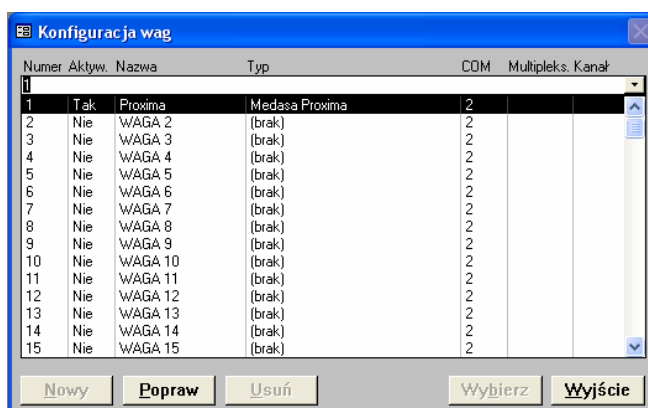 Konfiguracja wag
Numer Aktyw. Nazwa Typ COM Multipleks. Kanał
1
1 Tak Proxima Medasa Proxima 2
2 Nie WAGA 2 (brak) 2
3 Nie WAGA 3 (brak) 2
4 Nie WAGA 4 (brak) 2
5 Nie WAGA 5 (brak) 2
6 Nie WAGA 6 (brak) 2
7 Nie WAGA 7 (brak) 2
8 Nie WAGA 8 (brak) 2
9 Nie WAGA 9 (brak) 2
10 Nie WAGA 10 (brak) 2
11 Nie WAGA 11 (brak) 2
12 Nie WAGA 12 (brak) 2
13 Nie WAGA 13 (brak) 2
14 Nie WAGA 14 (brak) 2
15 Nie WAGA 15 (brak) 2
Nowy Popraw Usuń Wybierz Wyjście